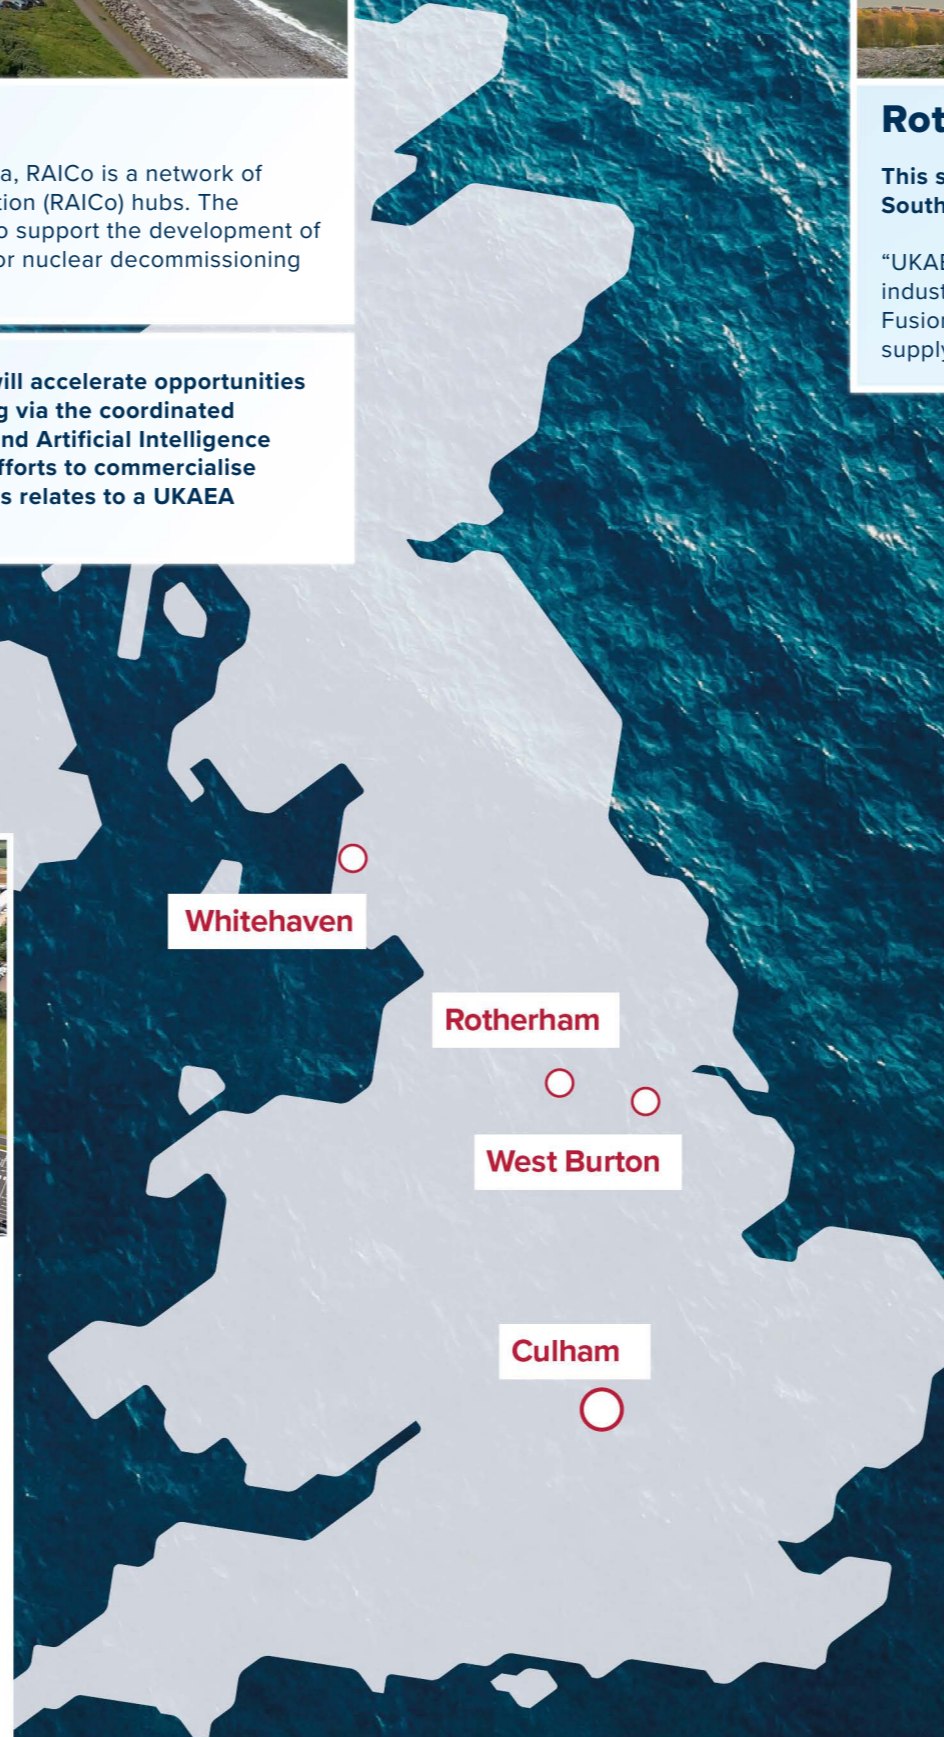 a, RAICo is a network of
tion (RAICo) hubs. The
o support the development of
or nuclear decommissioning
will accelerate opportunities
g via the coordinated
nd Artificial Intelligence
fforts to commercialise
s relates to a UKAEA
Rot
This s
South
“UKAE
indust
Fusion
supply
Whitehaven
Rotherham
West Burton
Culham